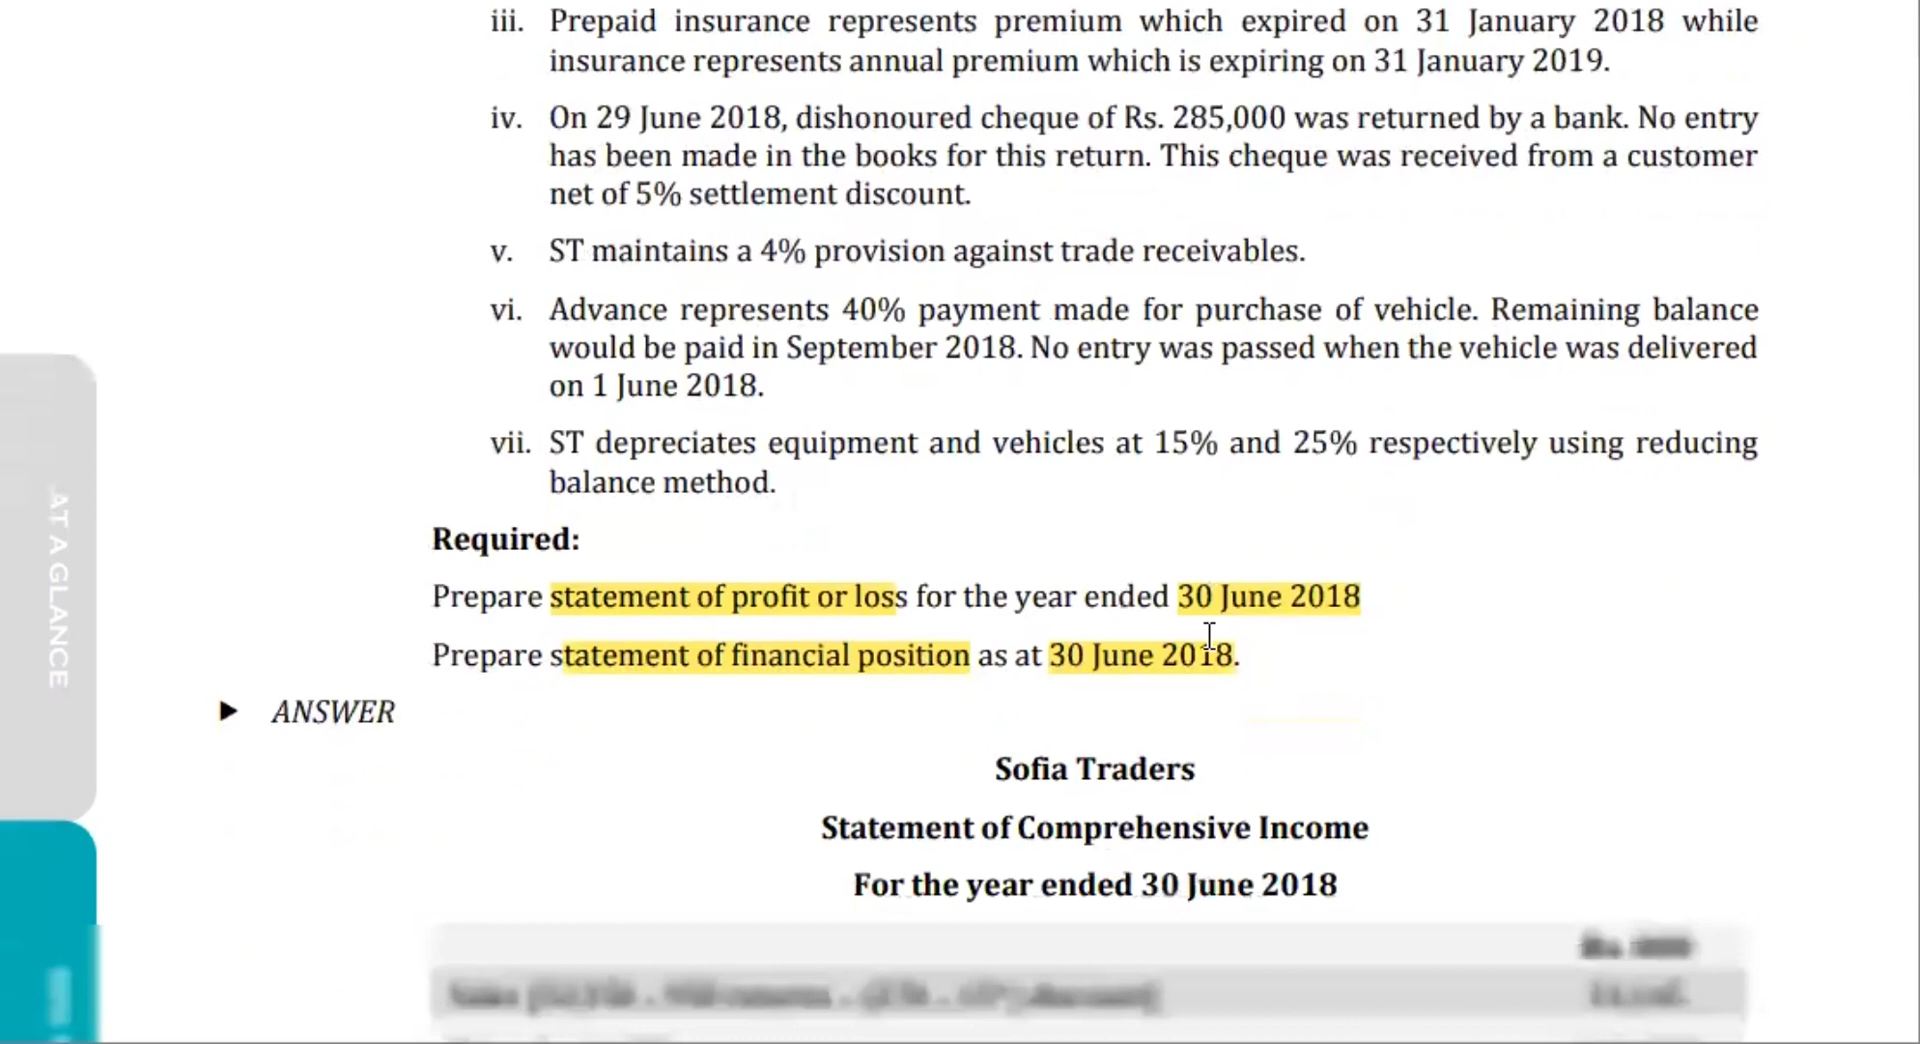 iii. Prepaid insurance represents premium which expired on 31 January 2018 while
insurance represents annual premium which is expiring on 31 January 2019.
iv. On 29 June 2018, dishonoured cheque of Rs. 285,000 was returned by a bank. No entry
has been made in the books for this return. This cheque was received from a customer
net of 5% settlement discount.
v. ST maintains a 4% provision against trade receivables.
vi. Advance represents 40% payment made for purchase of vehicle. Remaining balance
would be paid in September 2018. No entry was passed when the vehicle was delivered
on 1 June 2018.
vii. ST depreciates equipment and vehicles at 15% and 25% respectively using reducing
balance method.
Required:
Prepare statement of profit or loss for the year ended 30 June 2018
Prepare statement of financial position as at 30 June 2018.
AT A GLANCE
► ANSWER
Sofia Traders
Statement of Comprehensive Income
For the year ended 30 June 2018